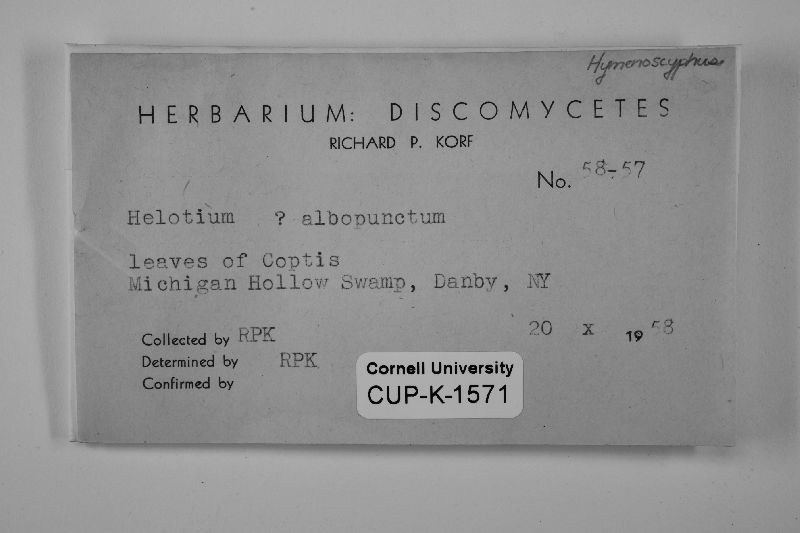 Hymenoscyphus
HERBARIUM: DISCOMYCETES
RICHARD P. KORF
No. 58-57
Helotium ? albopunctum
leaves of Coptis
Michigan Hollow Swamp, Danby, NY
Collected by RPK 20 x 1958
Determined by RPK
Confirmed by
Cornell University
CUP-K-1571